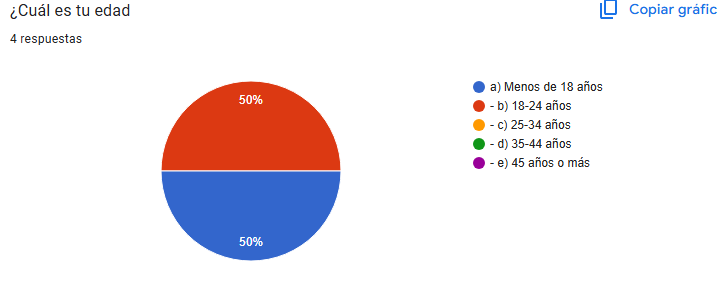 ¿Cuál es tu edad
Copiar gráfic
4 respuestas
50%
50%
a) Menos de 18 años
- b) 18-24 años
- c) 25-34 años
- d) 35-44 años
- e) 45 años o más